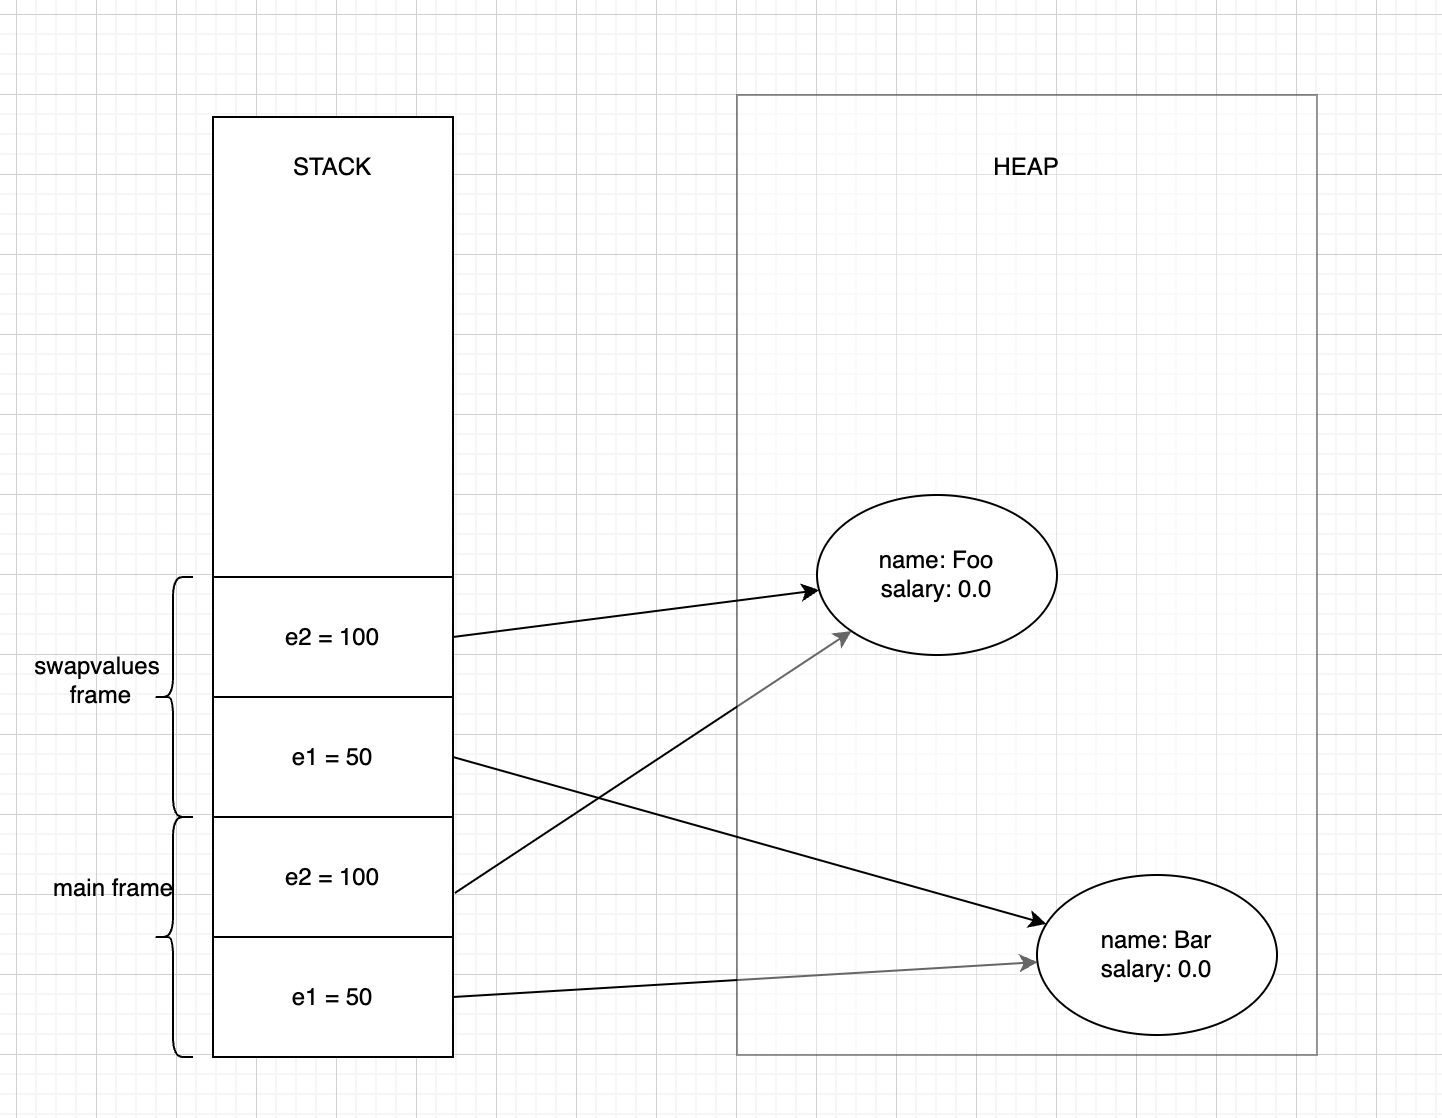 STACK
HEAP
name: Foo
salary: 0.0
e2 = 100
swapvalues
frame
e1 = 50
e2 = 100
main frame
name: Bar
salary: 0.0
e1 = 50